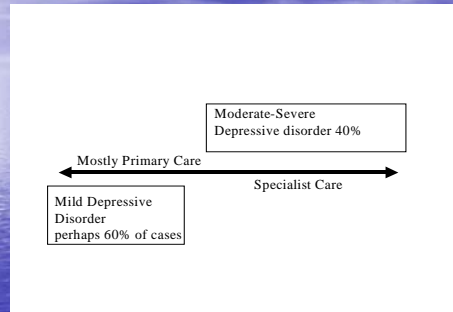 Moderate-Severe
Depressive disorder 40%
Mostly Primary Care
Specialist Care
Mild Depressive
Disorder
perhaps 60% of cases